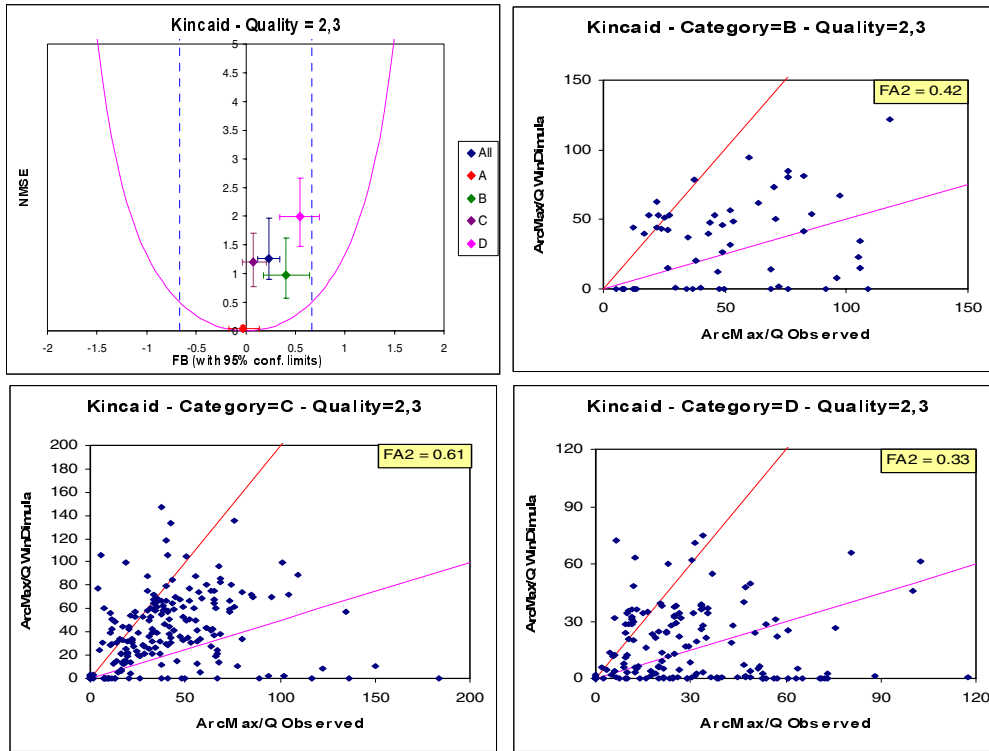 Kincaid - Quality = 2,3
NMSE
5
4.5
4
3.5
3
2.5
2
1.5
1
0.5
0
-2
-1.5
-1
-0.5
0
0.5
1
1.5
2
FB (with 95% conf. limits)
All
A
B
C
D
Kincaid - Category=B - Quality=2,3
FA2 = 0.42
ArcMax/Q WinDimula
150
100
50
0
0
50
100
150
ArcMax/Q Observed
Kincaid - Category=C - Quality=2,3
FA2 = 0.61
ArcMax/Q WinDimula
200
180
160
140
120
100
80
60
40
20
0
0
50
100
150
200
ArcMax/Q Observed
Kincaid - Category=D - Quality=2,3
FA2 = 0.33
ArcMax/Q WinDimula
120
90
60
30
0
0
30
60
90
120
ArcMax/Q Observed